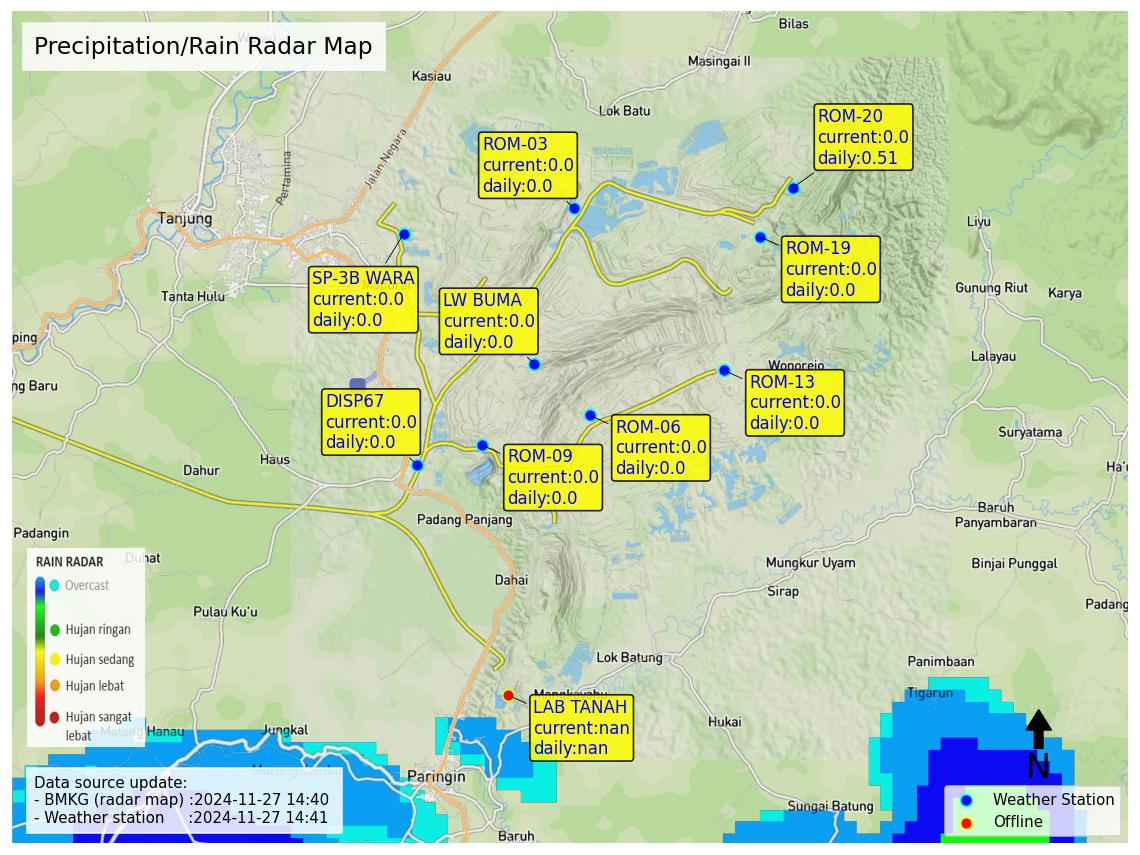 Precipitation/Rain Radar Map
Bilas
Masingai II
Kasiau
Lok Batu
Jalan Negara
Pertamina
Tanjung
Tanta Hulu
ROM-03
current:0.0
daily:0.0
ROM-20
current:0.0
daily:0.51
ROM-19
current:0.0
daily:0.0
SP-3B WARA
current:0.0
daily:0.0
LW BUMA
current:0.0
daily:0.0
Liyu
Gunung Riut
Karya
Lalayau
Wonorejo
ROM-13
current:0.0
daily:0.0
ping
ng Baru
DISP67
current:0.0
daily:0.0
ROM-06
current:0.0
daily:0.0
ROM-09
current:0.0
daily:0.0
Suryatama
Ha'u
Haus
Dahur
Padang Panjang
Baruh
Panyambaran
Padangin
Duhat
Binjai Punggal
Mungkur Uyam
Sirap
Dahai
Padang
Pulau Ku'u
RAIN RADAR
Overcast
Hujan ringan
Hujan sedang
Hujan lebat
Hujan sangat
lebat
Lok Batung
Panimbaan
Tigarun
LAB TANAH
current:nan
daily:nan
Hukai
Jungkal
Paringin
Sungai Batung
Baruh
Data source update:
- BMKG (radar map) :2024-11-27 14:40
- Weather station :2024-11-27 14:41
N
Weather Station
Offline